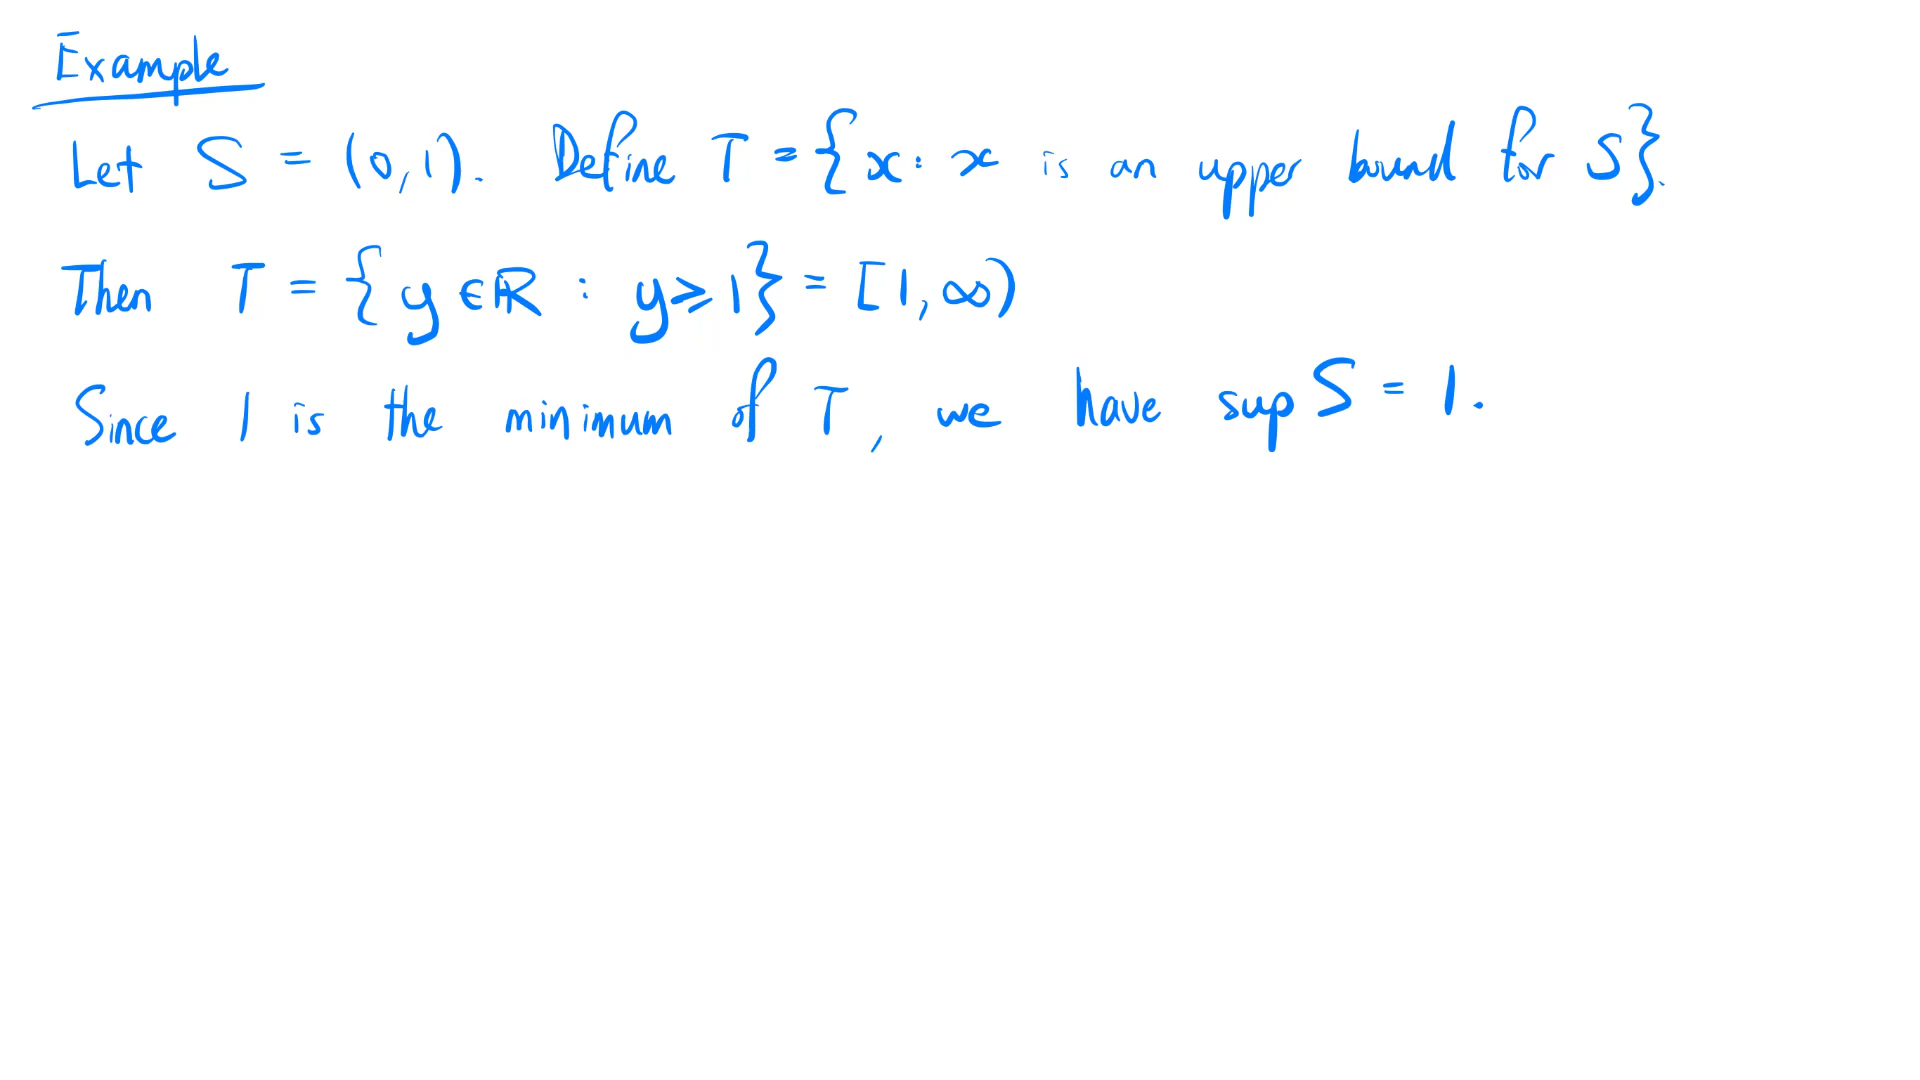 Example
Let S = (0,1). Define T = {x: x is an upper bound for S}.
Then T = {y ∈ ℝ : y ⩾ 1} = [1, ∞)
Since 1 is the minimum of T, we have sup S = 1.